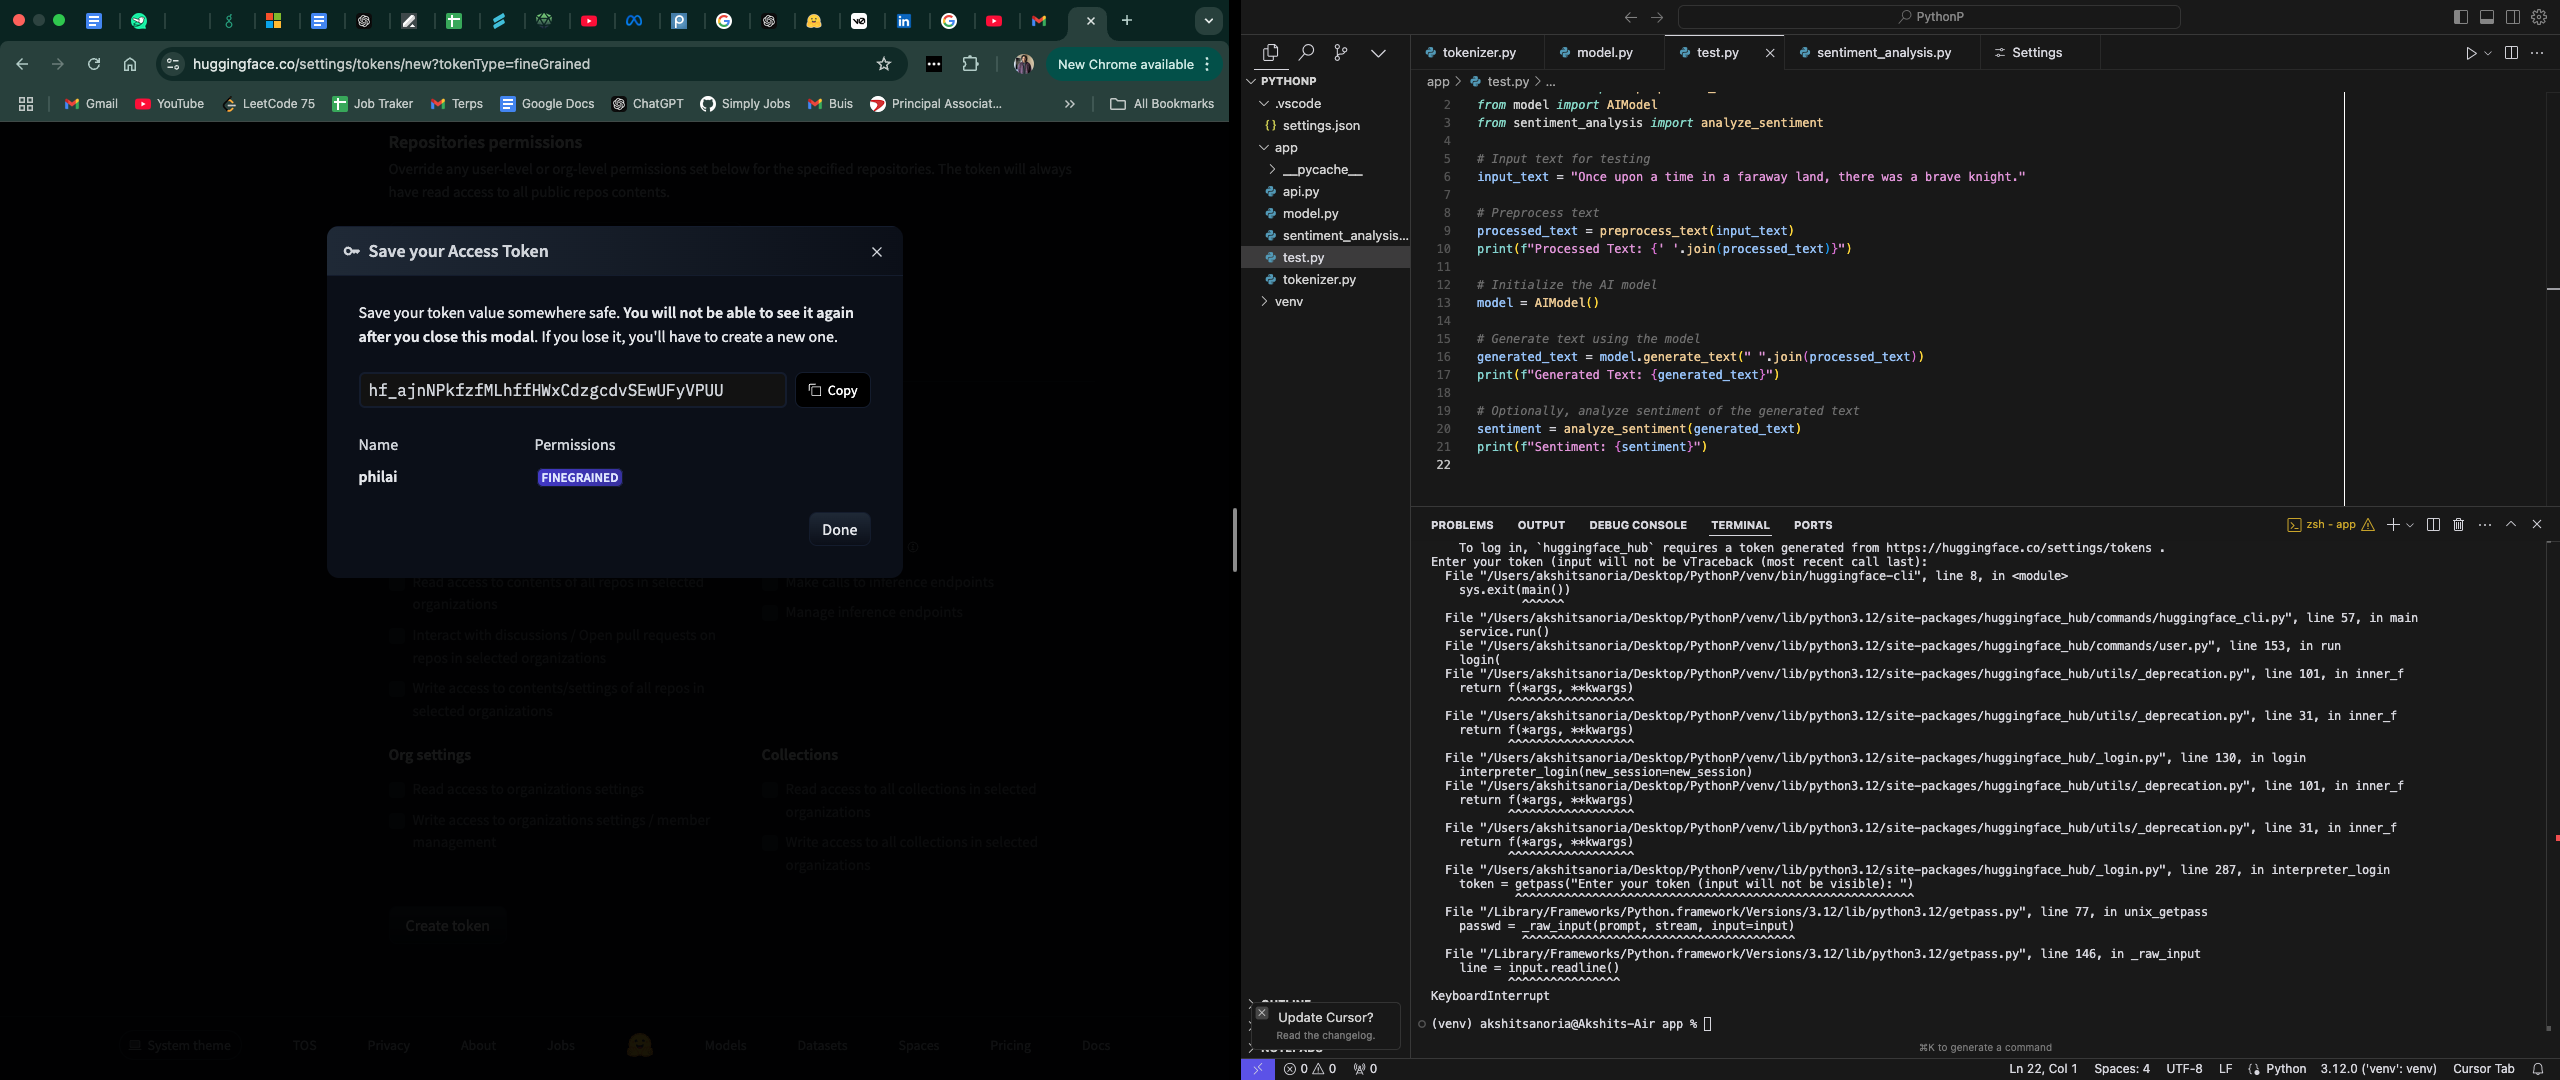 huggingface.co/settings/tokens/new?tokenType=fineGrained
New Chrome available
Gmail
YouTube
LeetCode 75
Job Traker
Terps
Google Docs
ChatGPT
Simply Jobs
Buis
Principal Associat...
All Bookmarks
Repositories permissions
Override any user-level or org-level permissions set below for the specified repositories. The token will always
have read access to all public repos contents.
Save your Access Token
Save your token value somewhere safe. You will not be able to see it again
after you close this modal. If you lose it, you'll have to create a new one.
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
Copy
Name
Permissions
philai
FINEGRAINED
Done
Read access to contents of all repos in selected
organizations
Interact with discussions / Open pull requests on
repos in selected organizations
Write access to contents/settings of all repos in
selected organizations
Make calls to inference endpoints
Manage inference endpoints
Org settings
Read access to organizations settings
Write access to organizations settings / member
management
Collections
Read access to all collections in selected
organizations
Write access to all collections in selected
organizations
Create token
System theme
TOS
Privacy
About
Jobs
Models
Datasets
Spaces
Pricing
Docs
PythonP
tokenizer.py
model.py
test.py
sentiment_analysis.py
Settings
app > test.py > ...
PYTHONP
.vscode
settings.json
app
__pycache__
api.py
model.py
sentiment_analysis...
test.py
tokenizer.py
venv
2 from model import AIModel
3 from sentiment_analysis import analyze_sentiment
4
5 # Input text for testing
6 input_text = "Once upon a time in a faraway land, there was a brave knight."
7
8 # Preprocess text
9 processed_text = preprocess_text(input_text)
10 print(f"Processed Text: {' '.join(processed_text)}")
11
12 # Initialize the AI model
13 model = AIModel()
14
15 # Generate text using the model
16 generated_text = model.generate_text(" ".join(processed_text))
17 print(f"Generated Text: {generated_text}")
18
19 # Optionally, analyze sentiment of the generated text
20 sentiment = analyze_sentiment(generated_text)
21 print(f"Sentiment: {sentiment}")
22
PROBLEMS
OUTPUT
DEBUG CONSOLE
TERMINAL
PORTS
zsh - app
To log in, `huggingface_hub` requires a token generated from https://huggingface.co/settings/tokens .
Enter your token (input will not be vTraceback (most recent call last):
File "/Users/akshitsanoria/Desktop/PythonP/venv/bin/huggingface-cli", line 8, in <module>
sys.exit(main())
^^^^^^
File "/Users/akshitsanoria/Desktop/PythonP/venv/lib/python3.12/site-packages/huggingface_hub/commands/huggingface_cli.py", line 57, in main
service.run()
File "/Users/akshitsanoria/Desktop/PythonP/venv/lib/python3.12/site-packages/huggingface_hub/commands/user.py", line 153, in run
login(
File "/Users/akshitsanoria/Desktop/PythonP/venv/lib/python3.12/site-packages/huggingface_hub/utils/_deprecation.py", line 101, in inner_f
return f(*args, **kwargs)
^^^^^^^^^^^^^^^^^^
File "/Users/akshitsanoria/Desktop/PythonP/venv/lib/python3.12/site-packages/huggingface_hub/utils/_deprecation.py", line 31, in inner_f
return f(*args, **kwargs)
^^^^^^^^^^^^^^^^^^
File "/Users/akshitsanoria/Desktop/PythonP/venv/lib/python3.12/site-packages/huggingface_hub/_login.py", line 130, in login
interpreter_login(new_session=new_session)
File "/Users/akshitsanoria/Desktop/PythonP/venv/lib/python3.12/site-packages/huggingface_hub/utils/_deprecation.py", line 101, in inner_f
return f(*args, **kwargs)
^^^^^^^^^^^^^^^^^^
File "/Users/akshitsanoria/Desktop/PythonP/venv/lib/python3.12/site-packages/huggingface_hub/utils/_deprecation.py", line 31, in inner_f
return f(*args, **kwargs)
^^^^^^^^^^^^^^^^^^
File "/Users/akshitsanoria/Desktop/PythonP/venv/lib/python3.12/site-packages/huggingface_hub/_login.py", line 287, in interpreter_login
token = getpass("Enter your token (input will not be visible): ")
^^^^^^^^^^^^^^^^^^^^^^^^^^^^^^^^^^^^^^^^^^^^^^^^^^^^^^^^^
File "/Library/Frameworks/Python.framework/Versions/3.12/lib/python3.12/getpass.py", line 77, in unix_getpass
passwd = _raw_input(prompt, stream, input=input)
^^^^^^^^^^^^^^^^^^^^^^^^^^^^^^^^^^^^^^^
File "/Library/Frameworks/Python.framework/Versions/3.12/lib/python3.12/getpass.py", line 146, in _raw_input
line = input.readline()
^^^^^^^^^^^^^^^^
KeyboardInterrupt
(venv) akshitsanoria@Akshits-Air app %
Update Cursor?
Read the changelog.
⌘K to generate a command
0 0 0
Ln 22, Col 1
Spaces: 4
UTF-8
LF
Python
3.12.0 ('venv': venv)
Cursor Tab